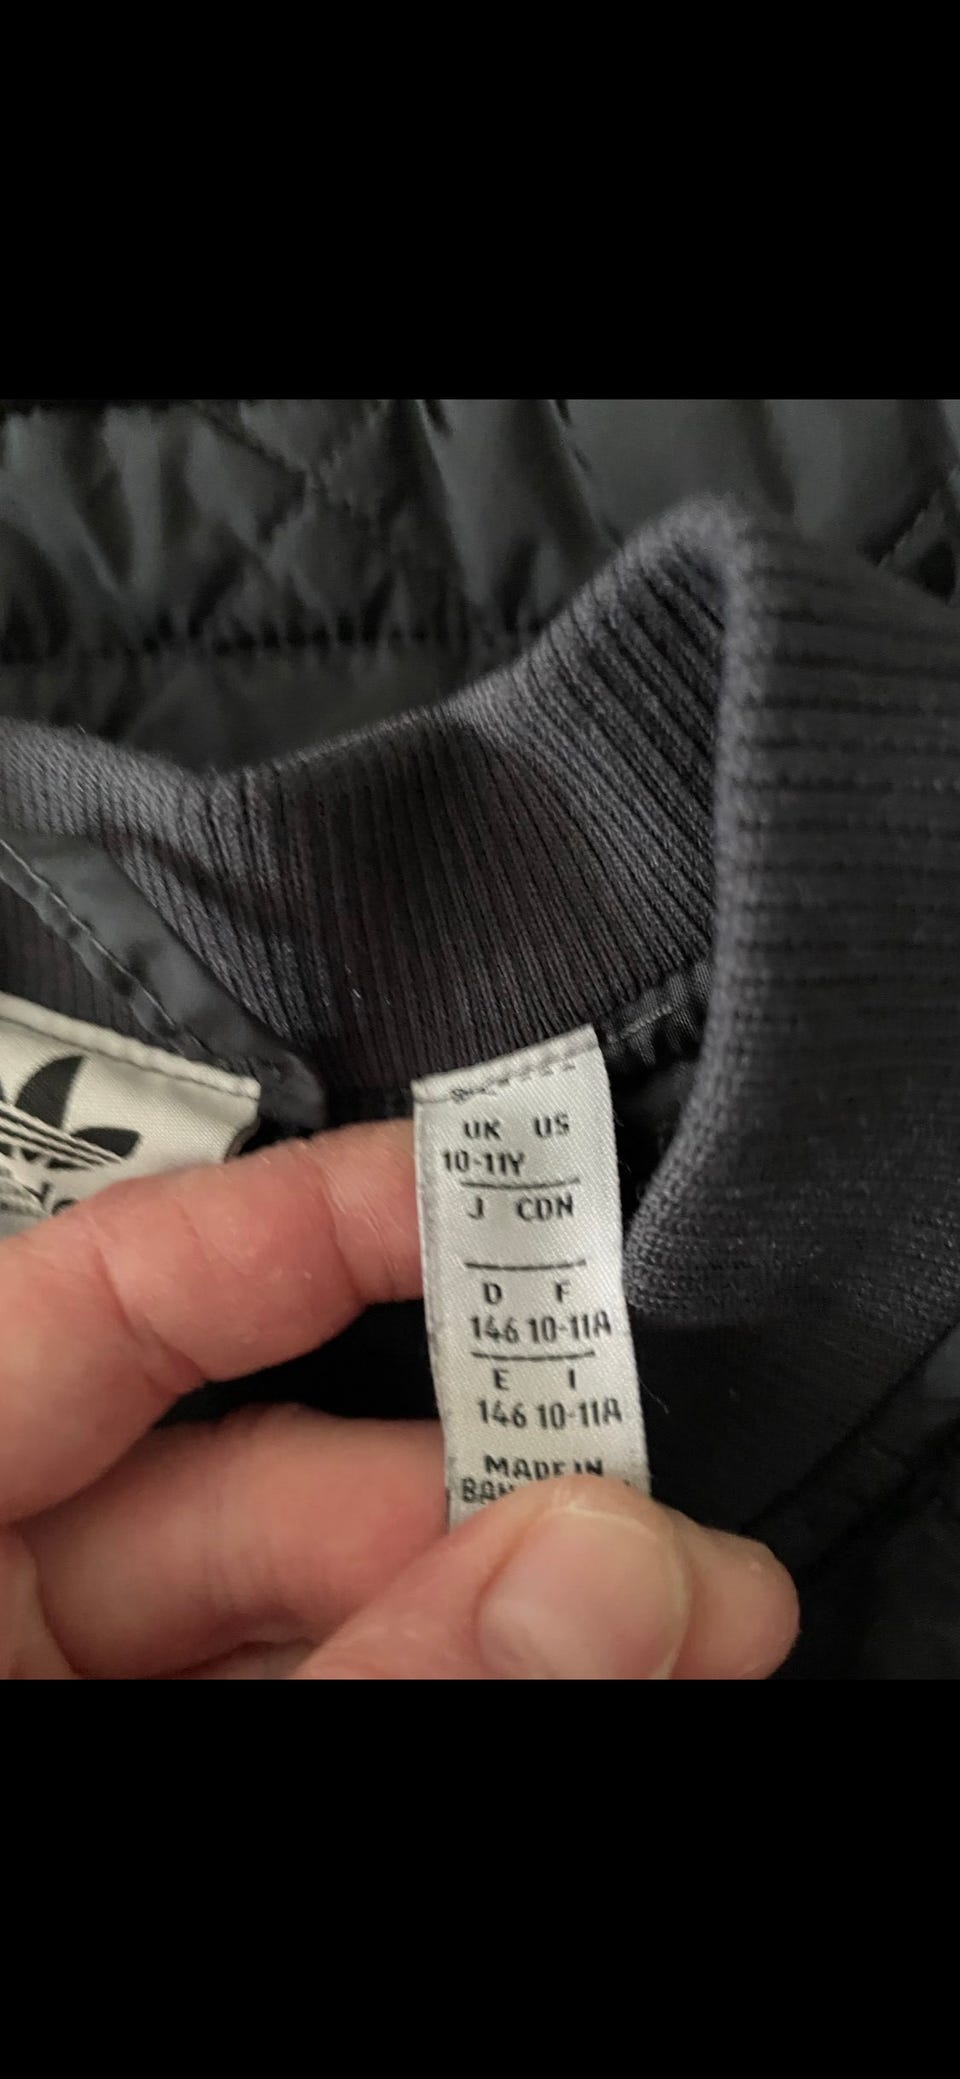 UK US
10-11Y
J CDN
D F
146 10-11A
E I
146 10-11A
MADE IN